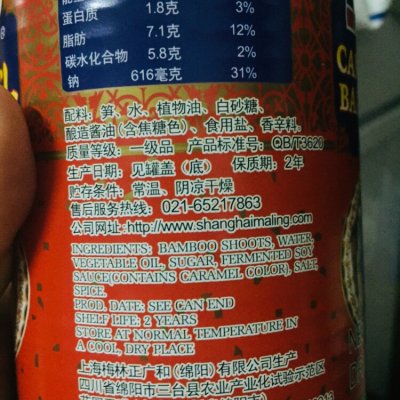 蛋白质 1.8克 3%
脂肪 7.1克 12%
碳水化合物 5.8克 2%
钠 616毫克 31%
配料：笋、水、植物油、白砂糖、
酿造酱油(含焦糖色)、食用盐、香辛料。
质量等级：一级品 产品标准号：QB/T3620
生产日期：见罐盖（底） 保质期：2年
贮存条件：常温、阴凉干燥
售后服务热线：021-65217863
公司网址:http://www.shanghaimaling.com
INGREDIENTS: BAMBOO SHOOTS, WATER,
VEGETABLE OIL, SUGAR, FERMENTED SOY
SAUCE(CONTAINS CARAMEL COLOR), SALT,
SPICE.
PROD. DATE: SEE CAN END
SHELF LIFE: 2 YEARS
STORE AT NORMAL TEMPERATURE IN
A COOL, DRY PLACE
上海梅林正广和（绵阳）有限公司生产
四川省绵阳市三台县农业产业化试验示范区